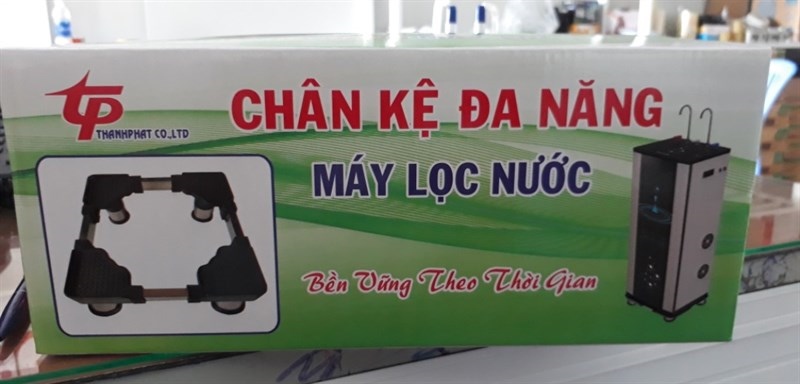 TP
THANHPHAT CO.,LTD
CHÂN KỆ ĐA NĂNG
MÁY LỌC NƯỚC
Bền Vững Theo Thời Gian